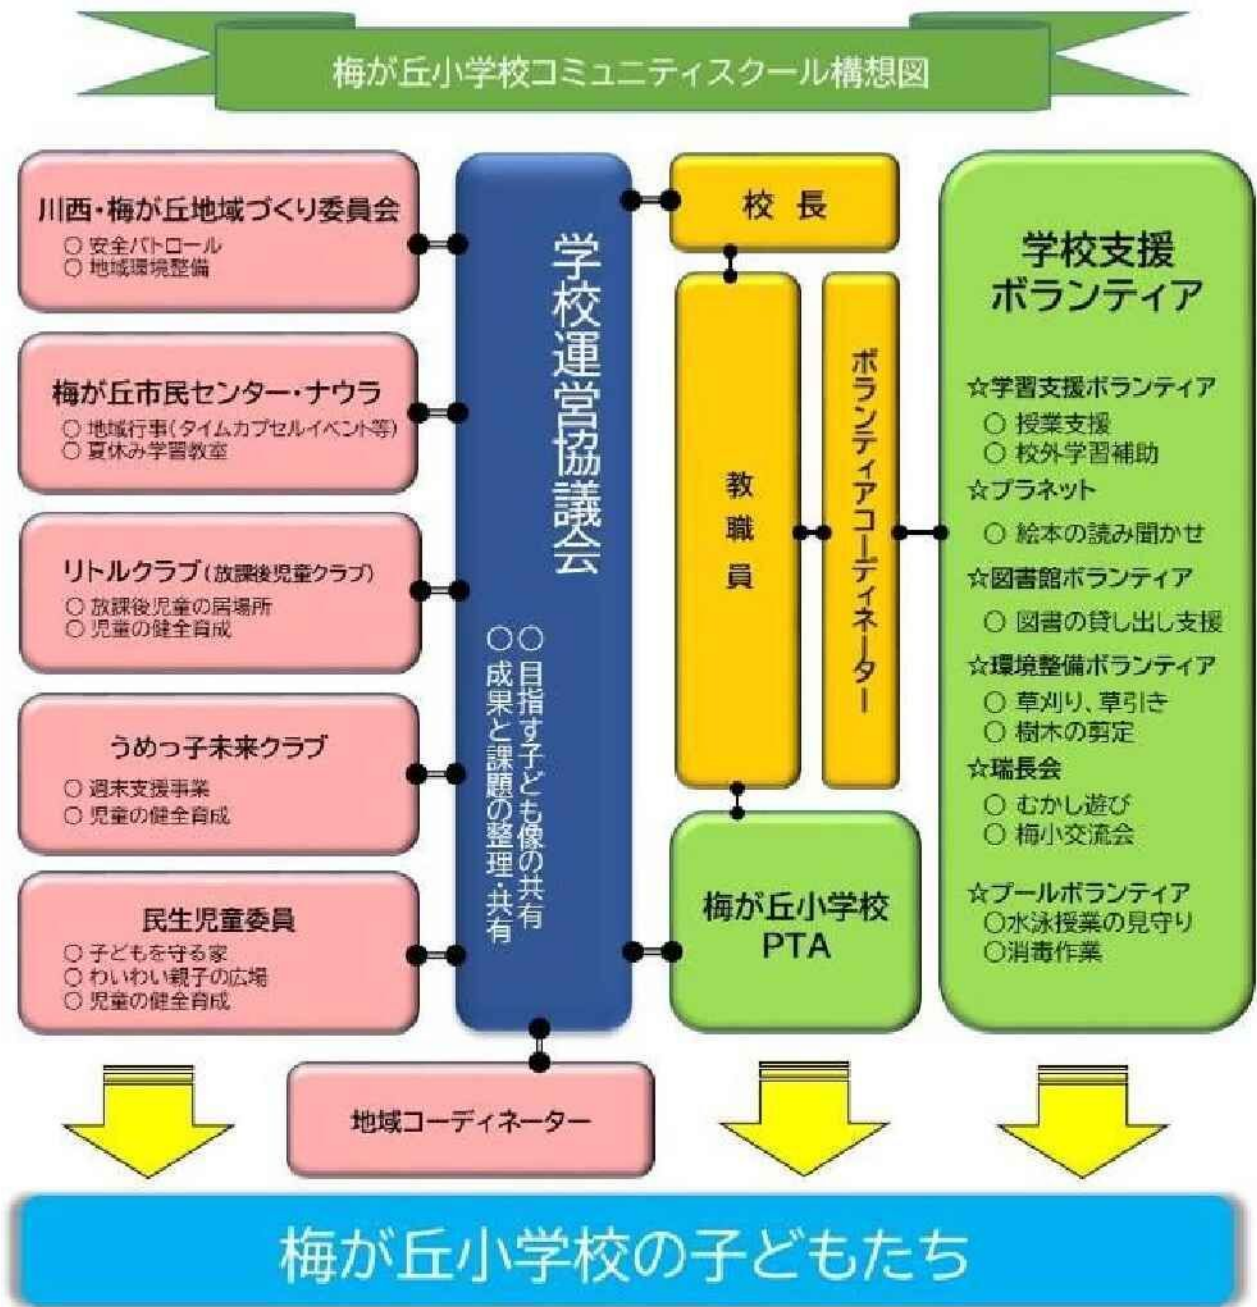 梅が丘小学校コミュニティスクール構想図
川西・梅が丘地域づくり委員会
○ 安全パトロール
○ 地域環境整備
梅が丘市民センター・ナウラ
○ 地域行事(タイムカプセルイベント等)
○ 夏休み学習教室
リトルクラブ(放課後児童クラブ)
○ 放課後児童の居場所
○ 児童の健全育成
うめっ子未来クラブ
○ 週末支援事業
○ 児童の健全育成
民生児童委員
○ 子どもを守る家
○ わいわい親子の広場
○ 児童の健全育成
学校運営協議会
○ 目指す子ども像の共有
○ 成果と課題の整理・共有
地域コーディネーター
校長
教職員
ボランティアコーディネーター
梅が丘小学校
PTA
学校支援
ボランティア
☆学習支援ボランティア
○ 授業支援
○ 校外学習補助
☆プラネット
○ 絵本の読み聞かせ
☆図書館ボランティア
○ 図書の貸し出し支援
☆環境整備ボランティア
○ 草刈り、草引き
○ 樹木の剪定
☆瑞長会
○ むかし遊び
○ 梅小交流会
☆プールボランティア
○水泳授業の見守り
○消毒作業
梅が丘小学校の子どもたち